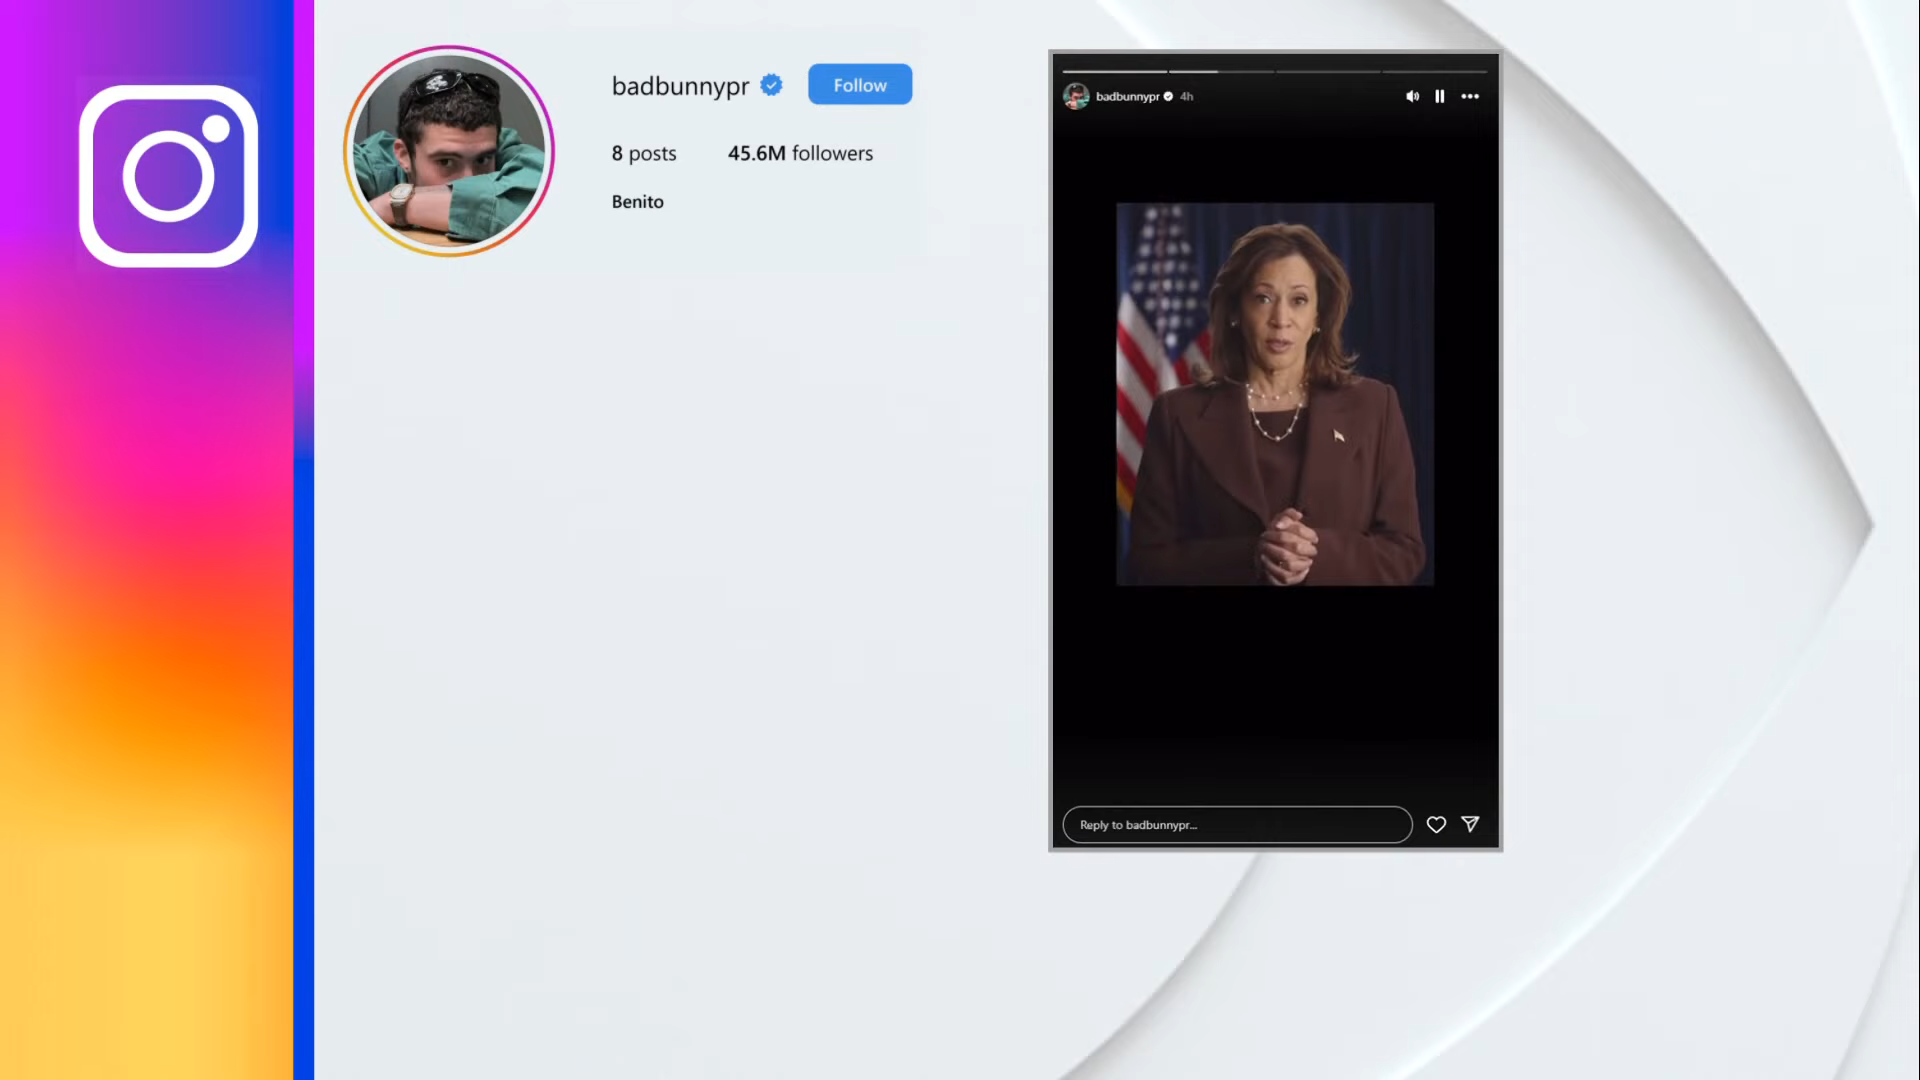 badbunnypr Follow
8 posts 45.6M followers
Benito
badbunnypr 4h
Reply to badbunnypr...